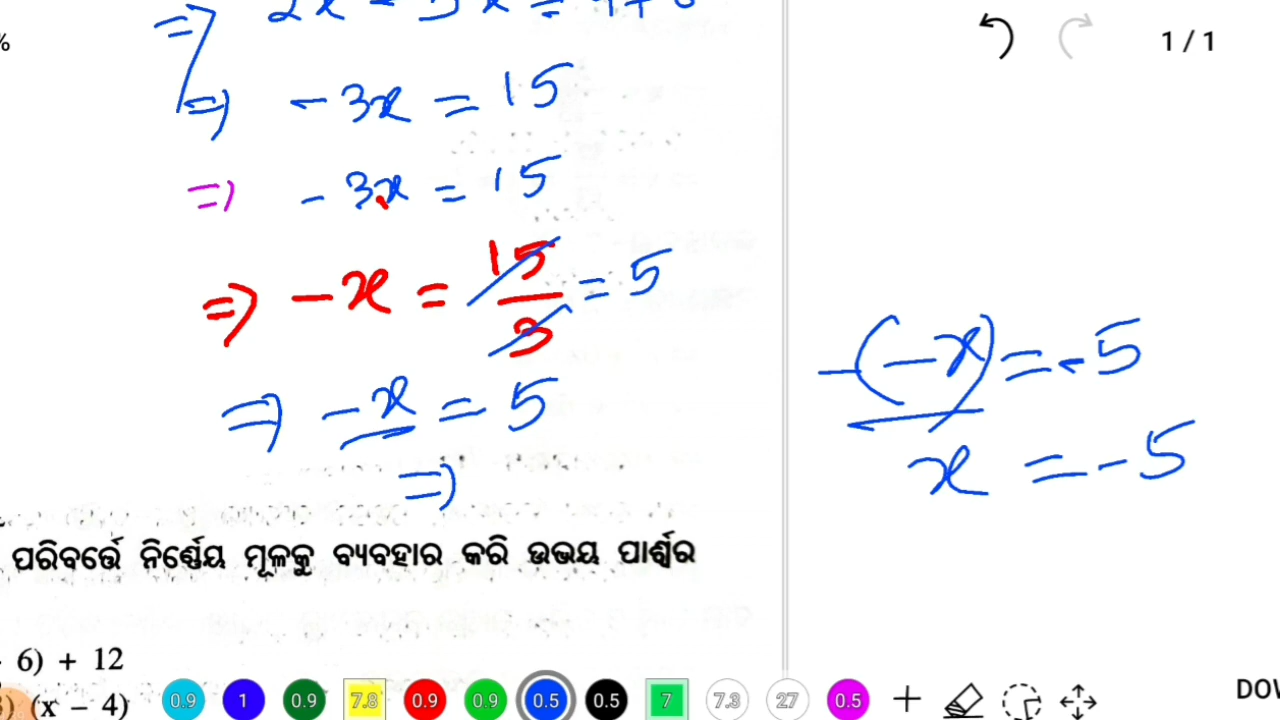 %
1 / 1
⇒ -3x = 15
⇒ -3x = 15
⇒ -x = 15/3 = 5
⇒ -x = 5
⇒
-(-x) = -5
x = -5
ପରିବର୍ତ୍ତେ ନିର୍ଣ୍ଣେୟ ମୂଳକୁ ବ୍ୟବହାର କରି ଉଭୟ ପାର୍ଶ୍ୱର
6) + 12
(x − 4)
0.9 1 0.9 7.8 0.9 0.9 0.5 0.5 7 7.3 27 0.5